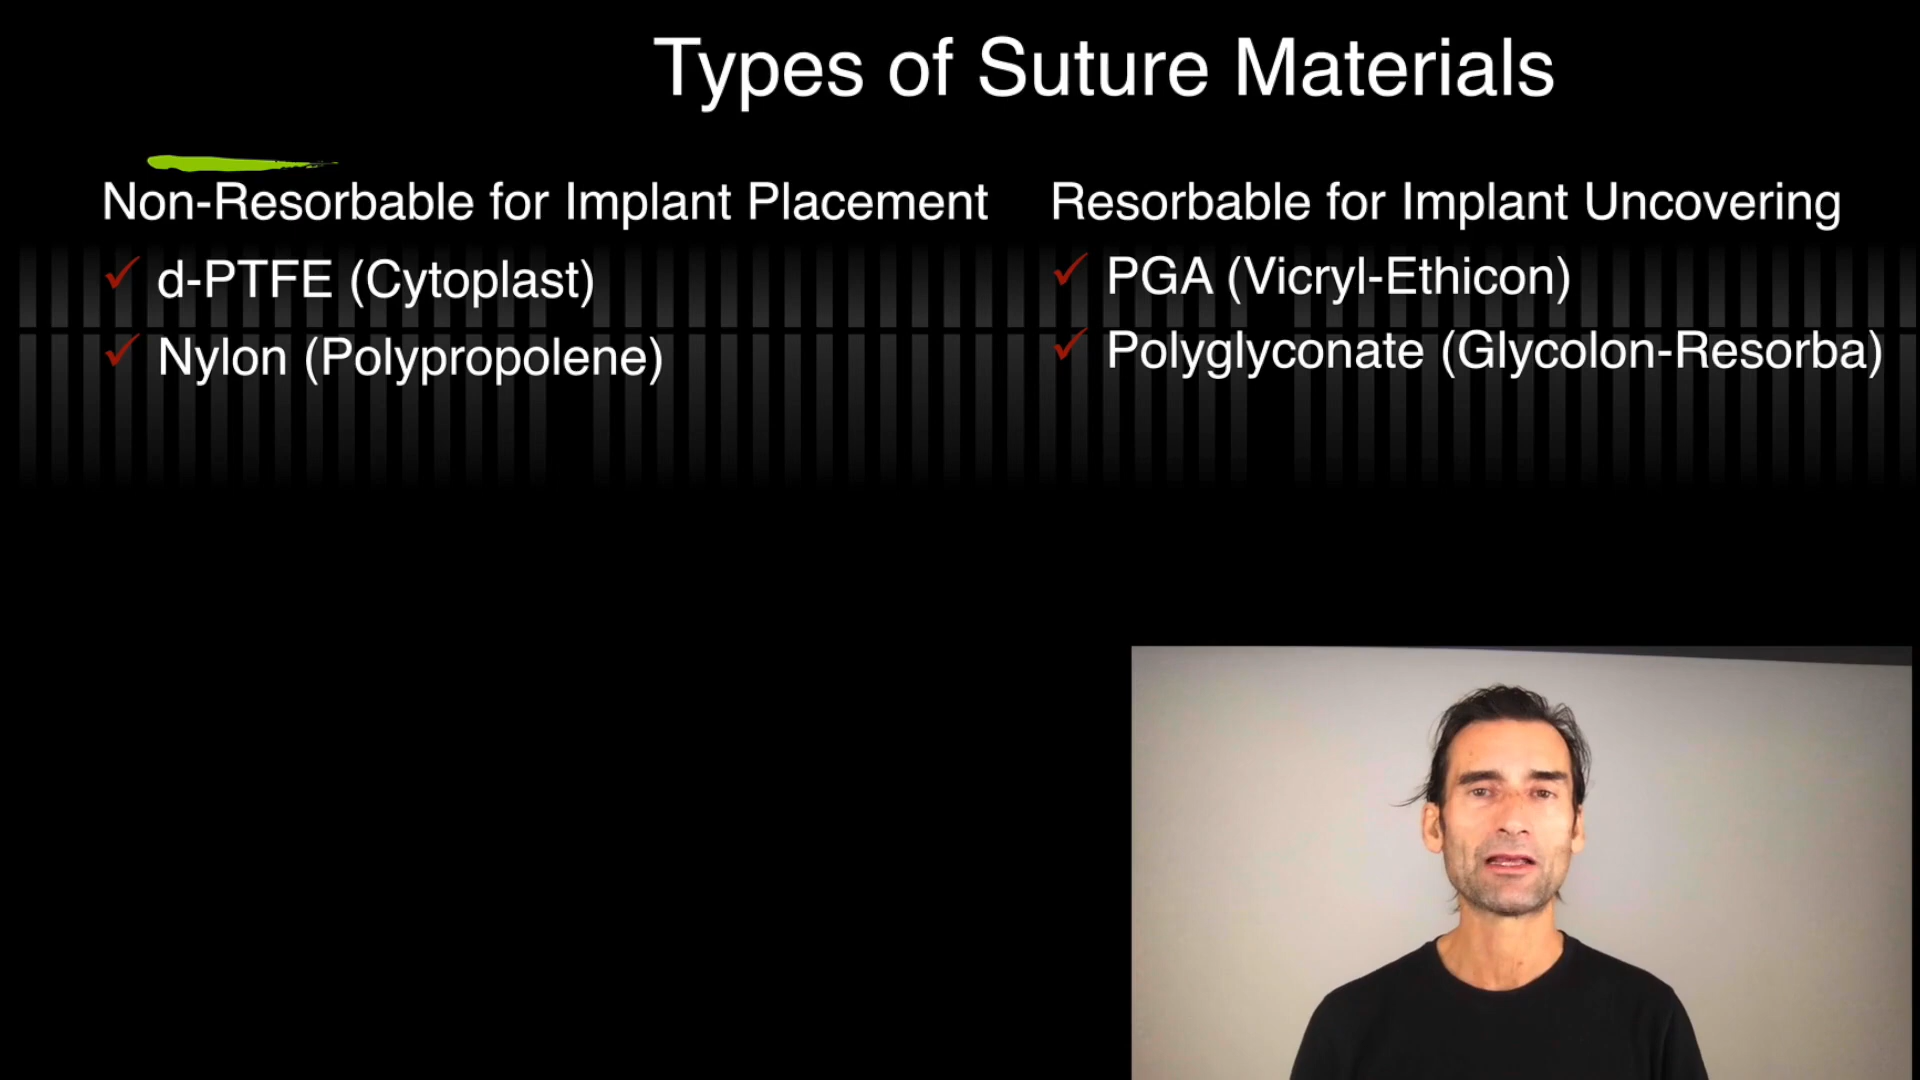 Types of Suture Materials
Non-Resorbable for Implant Placement
d-PTFE (Cytoplast)
Nylon (Polypropolene)
Resorbable for Implant Uncovering
PGA (Vicryl-Ethicon)
Polyglyconate (Glycolon-Resorba)